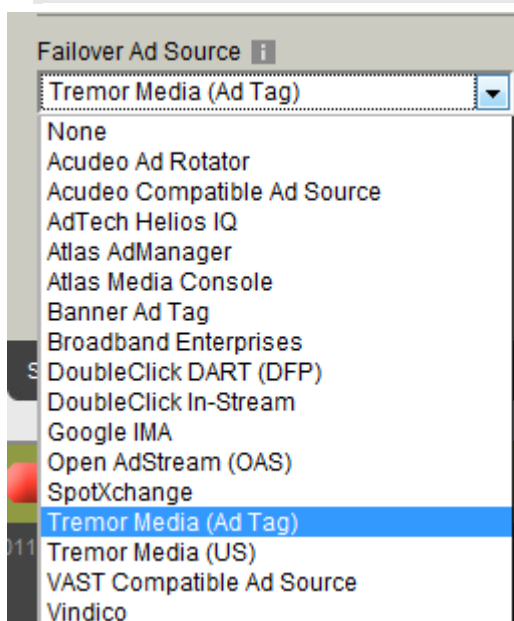 Failover Ad Source i
Tremor Media (Ad Tag)
None
Acudeo Ad Rotator
Acudeo Compatible Ad Source
AdTech Helios IQ
Atlas AdManager
Atlas Media Console
Banner Ad Tag
Broadband Enterprises
DoubleClick DART (DFP)
S
DoubleClick In-Stream
Google IMA
Open AdStream (OAS)
SpotXchange
Tremor Media (Ad Tag)
011
Tremor Media (US)
VAST Compatible Ad Source
Vindico